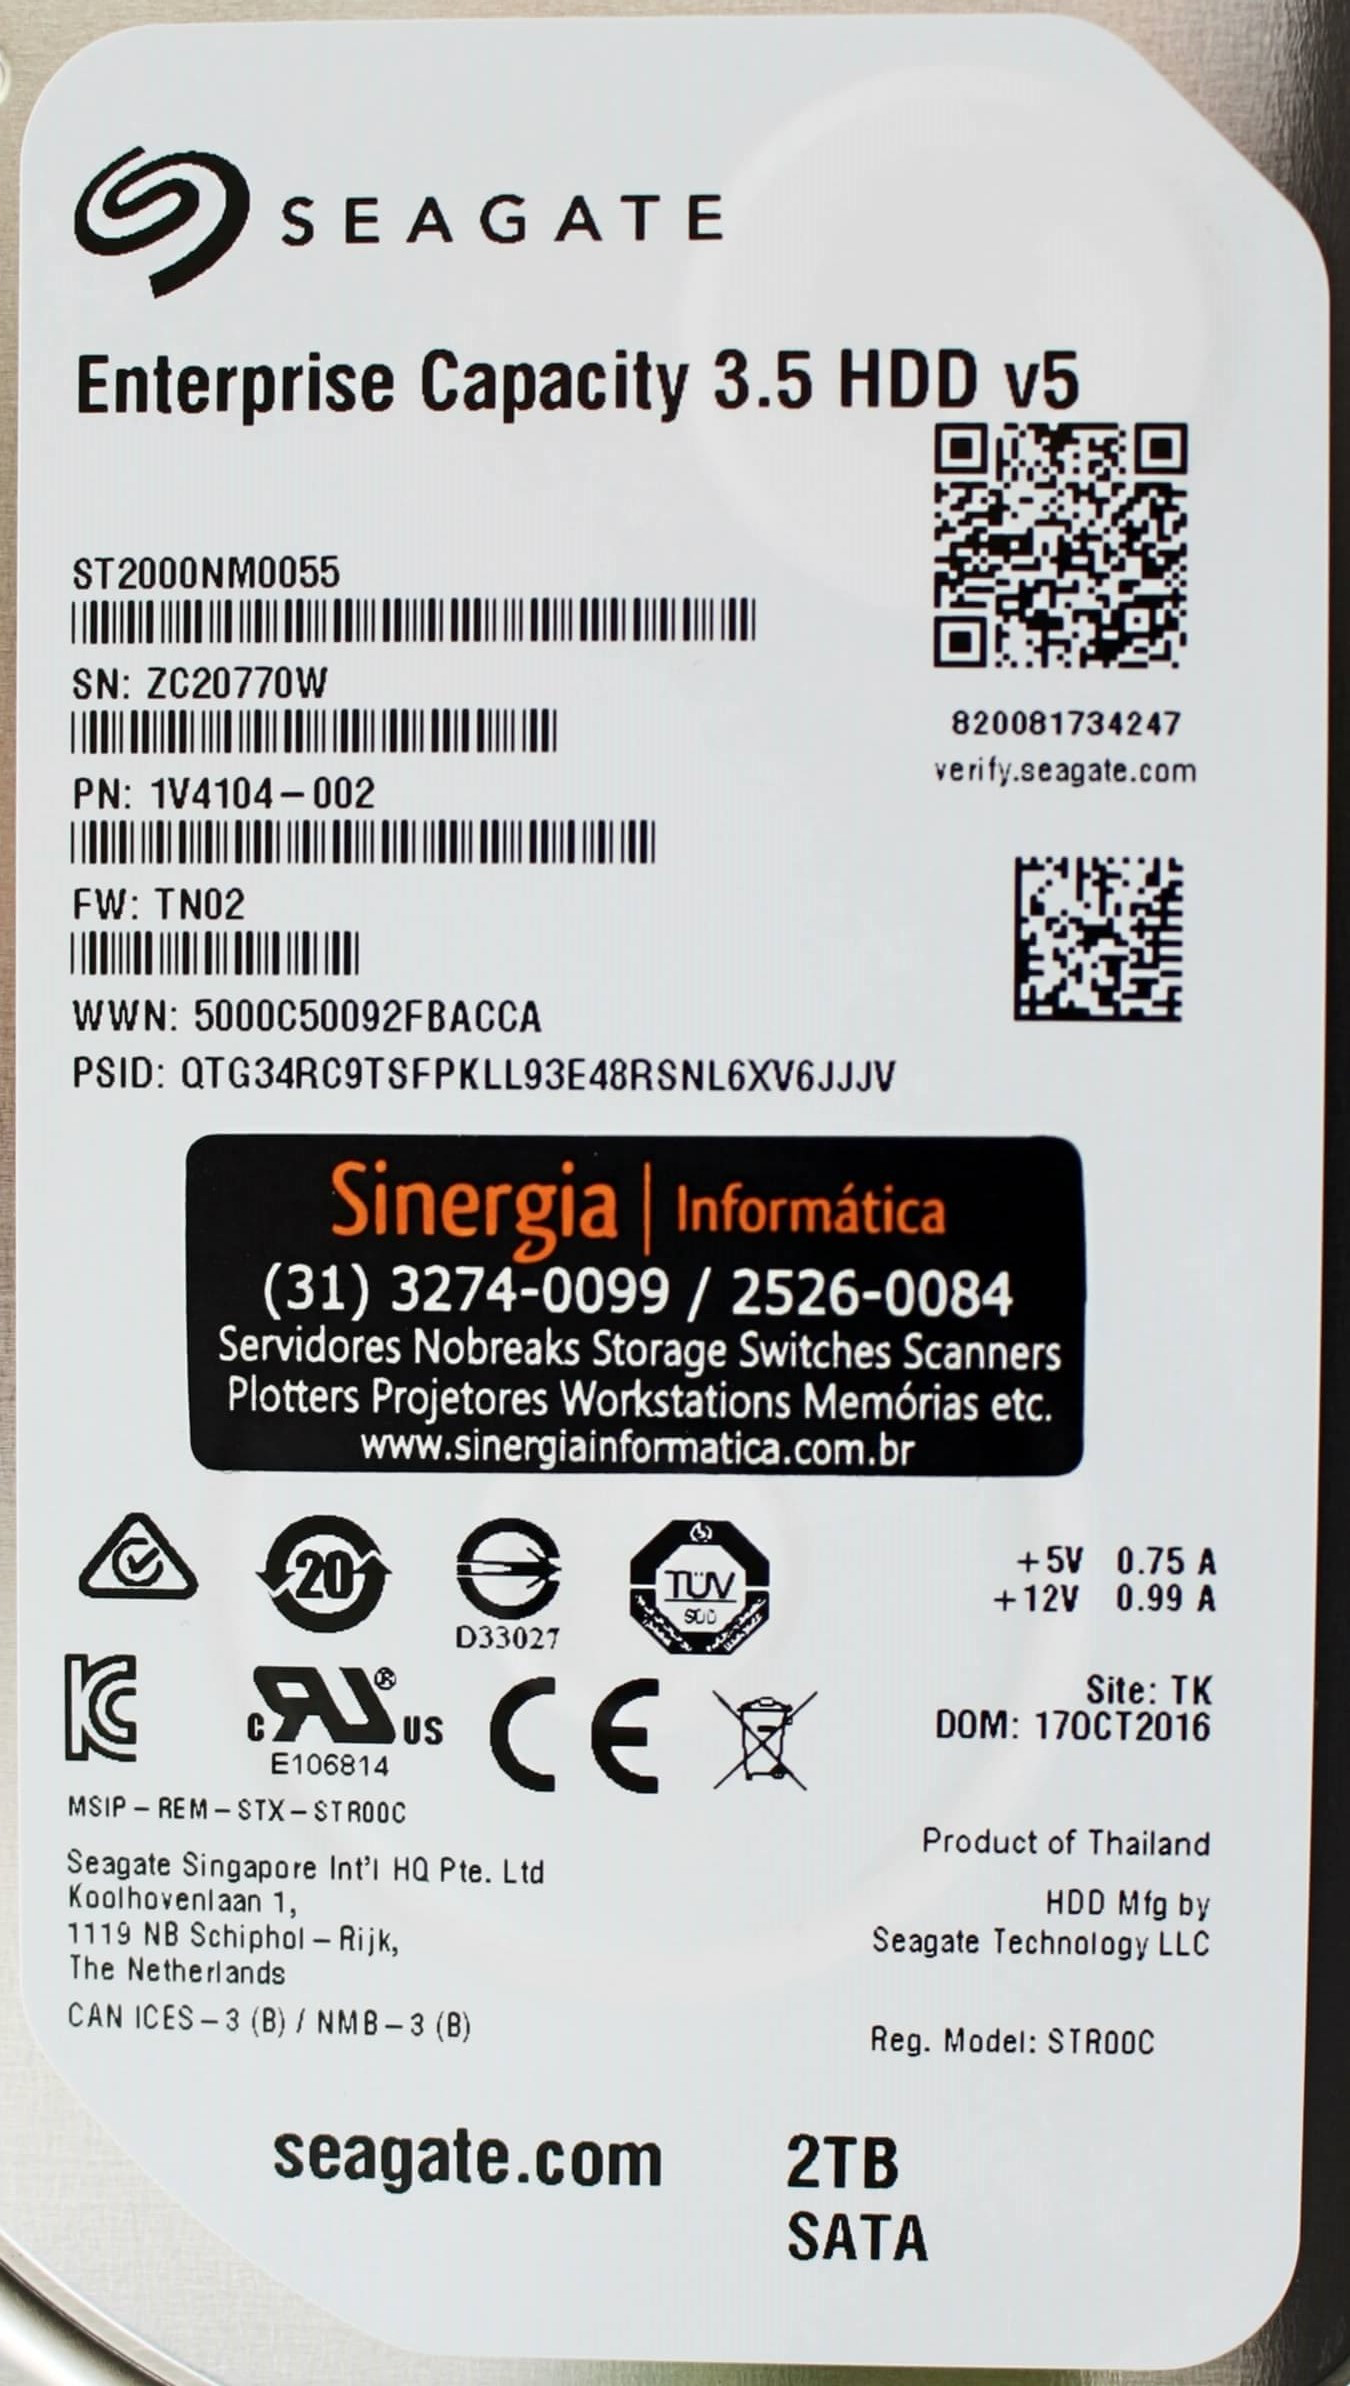 SEAGATE
Enterprise Capacity 3.5 HDD v5
ST2000NM0055
SN: ZC20770W
PN: 1V4104-002
FW: TN02
WWN: 5000C50092FBACCA
PSID: QTG34RC9TSFPKLL93E48RSNL6XV6JJJV
820081734247
verify.seagate.com
Sinergia | Informática
(31) 3274-0099 / 2526-0084
Servidores Nobreaks Storage Switches Scanners
Plotters Projetores Workstations Memórias etc.
www.sinergiainformatica.com.br
20
D33027
TÜV
SÜD
+5V 0.75 A
+12V 0.99 A
c RU ® US
E106814
CE
Site: TK
DOM: 17OCT2016
MSIP-REM-STX-STR00C
Seagate Singapore Int'l HQ Pte. Ltd
Koolhovenlaan 1,
1119 NB Schiphol-Rijk,
The Netherlands
CAN ICES-3 (B) / NMB-3 (B)
Product of Thailand
HDD Mfg by
Seagate Technology LLC
Reg. Model: STR00C
seagate.com
2TB
SATA